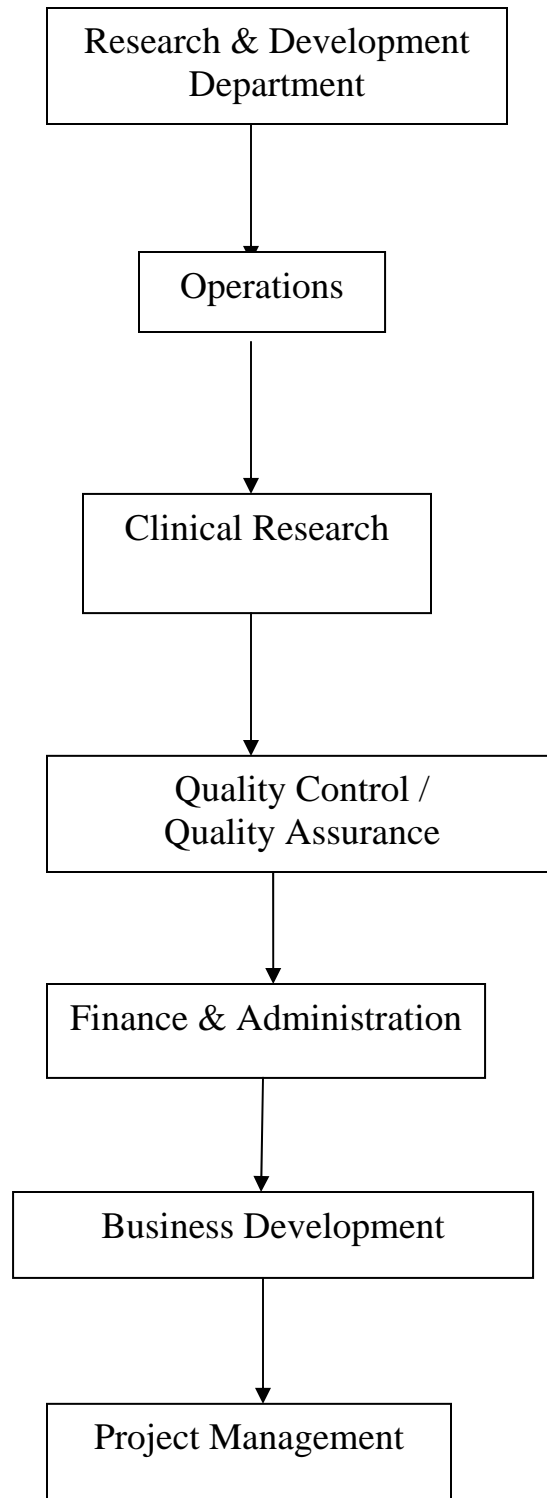 Research & Development
Department
Operations
Clinical Research
Quality Control /
Quality Assurance
Finance & Administration
Business Development
Project Management